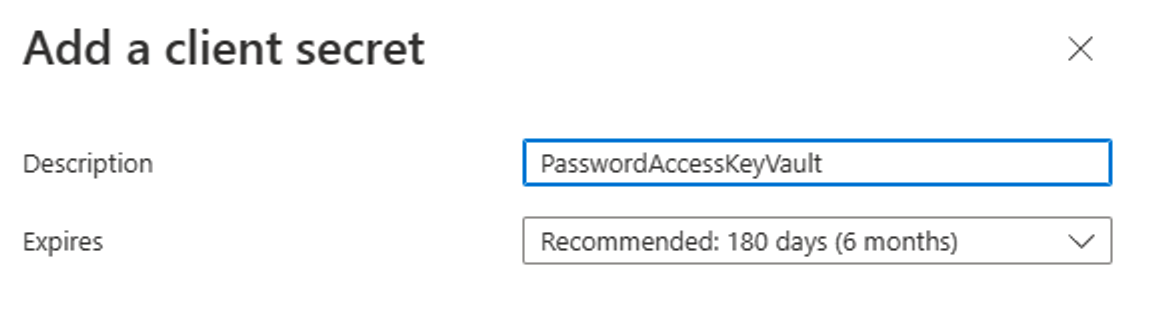 Add a client secret
Description
PasswordAccessKeyVault
Expires
Recommended: 180 days (6 months)